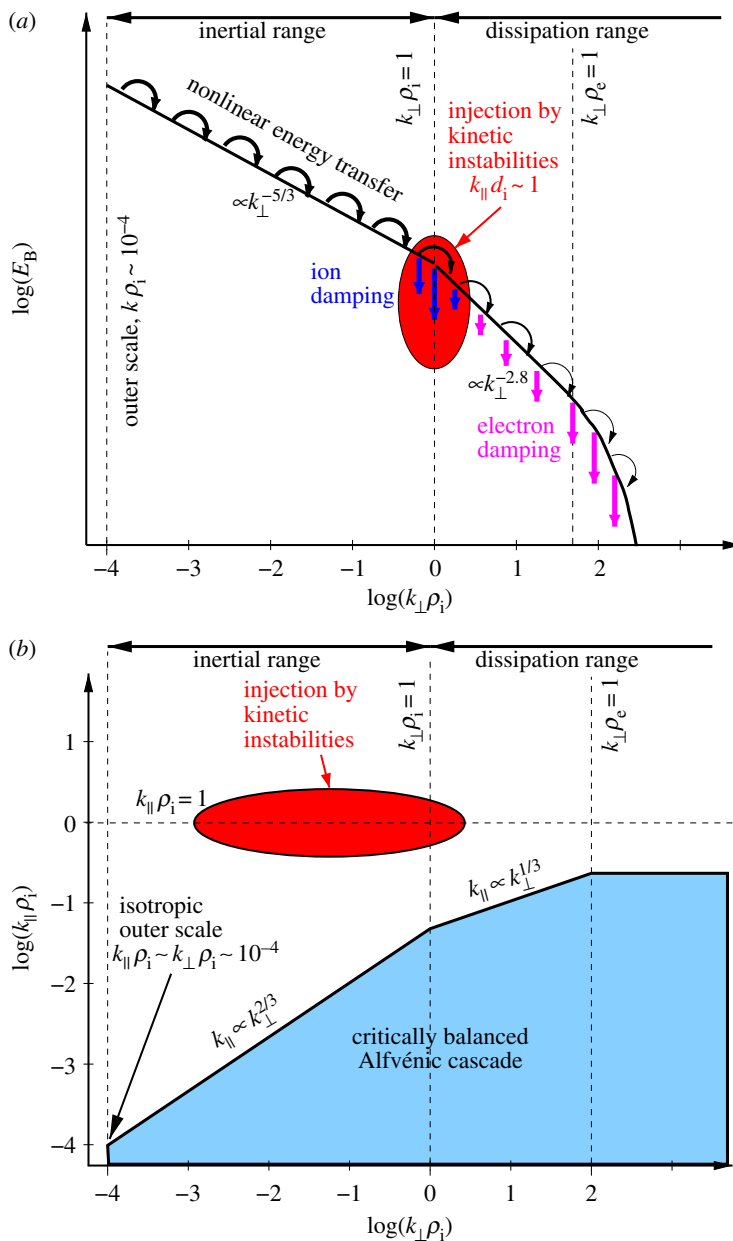 (a)
inertial range
dissipation range
k⊥ρi = 1
k⊥ρe = 1
nonlinear energy transfer
injection by
kinetic
instabilities
k∥ di ~ 1
∝k⊥^−5/3
ion
damping
∝k⊥^−2.8
electron
damping
outer scale, k ρi ~ 10^−4
log(EB)
−4 −3 −2 −1 0 1 2
log(k⊥ρi)
(b)
inertial range
dissipation range
injection by
kinetic
instabilities
k⊥ρi = 1
k⊥ρe = 1
k∥ρi = 1
k∥ ∝ k⊥^1/3
isotropic
outer scale
k∥ρi ~ k⊥ρi ~ 10^−4
k∥ ∝ k⊥^2/3
critically balanced
Alfvénic cascade
log(k∥ρi)
1
0
−1
−2
−3
−4
−4 −3 −2 −1 0 1 2
log(k⊥ρi)